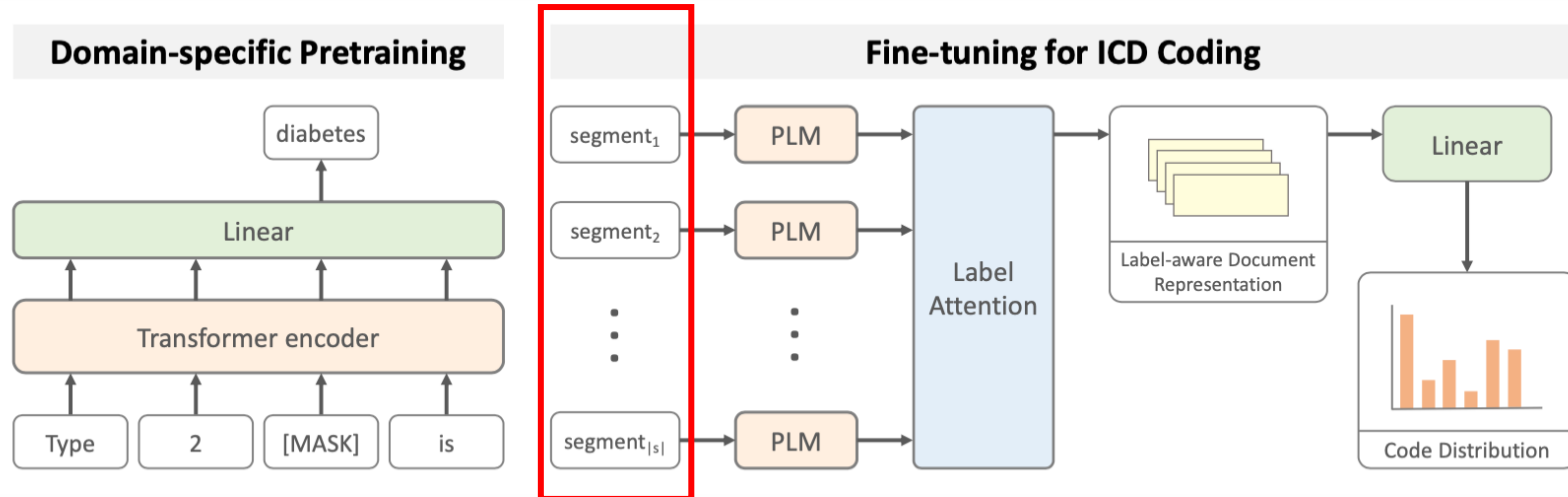 Domain-specific Pretraining
diabetes
Linear
Transformer encoder
Type 2 [MASK] is
Fine-tuning for ICD Coding
segment₁ PLM
segment₂ PLM
segment|s| PLM
Label
Attention
Label-aware Document
Representation
Linear
Code Distribution